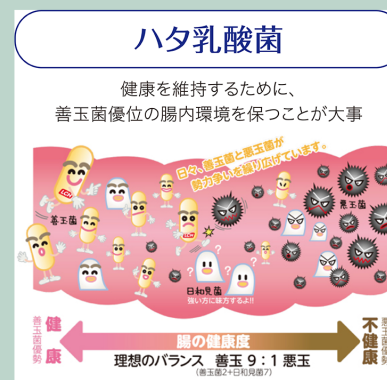 ハタ乳酸菌
健康を維持するために、
善玉菌優位の腸内環境を保つことが大事
日々、善玉菌と悪玉菌が
勢力争いを繰り広げています。
善玉菌
悪玉菌
日和見菌
強い方に味方するよ!!
善玉菌優勢
健康
腸の健康度
不健康
悪玉菌優勢
理想のバランス 善玉 9:1 悪玉
(善玉菌2+日和見菌7)